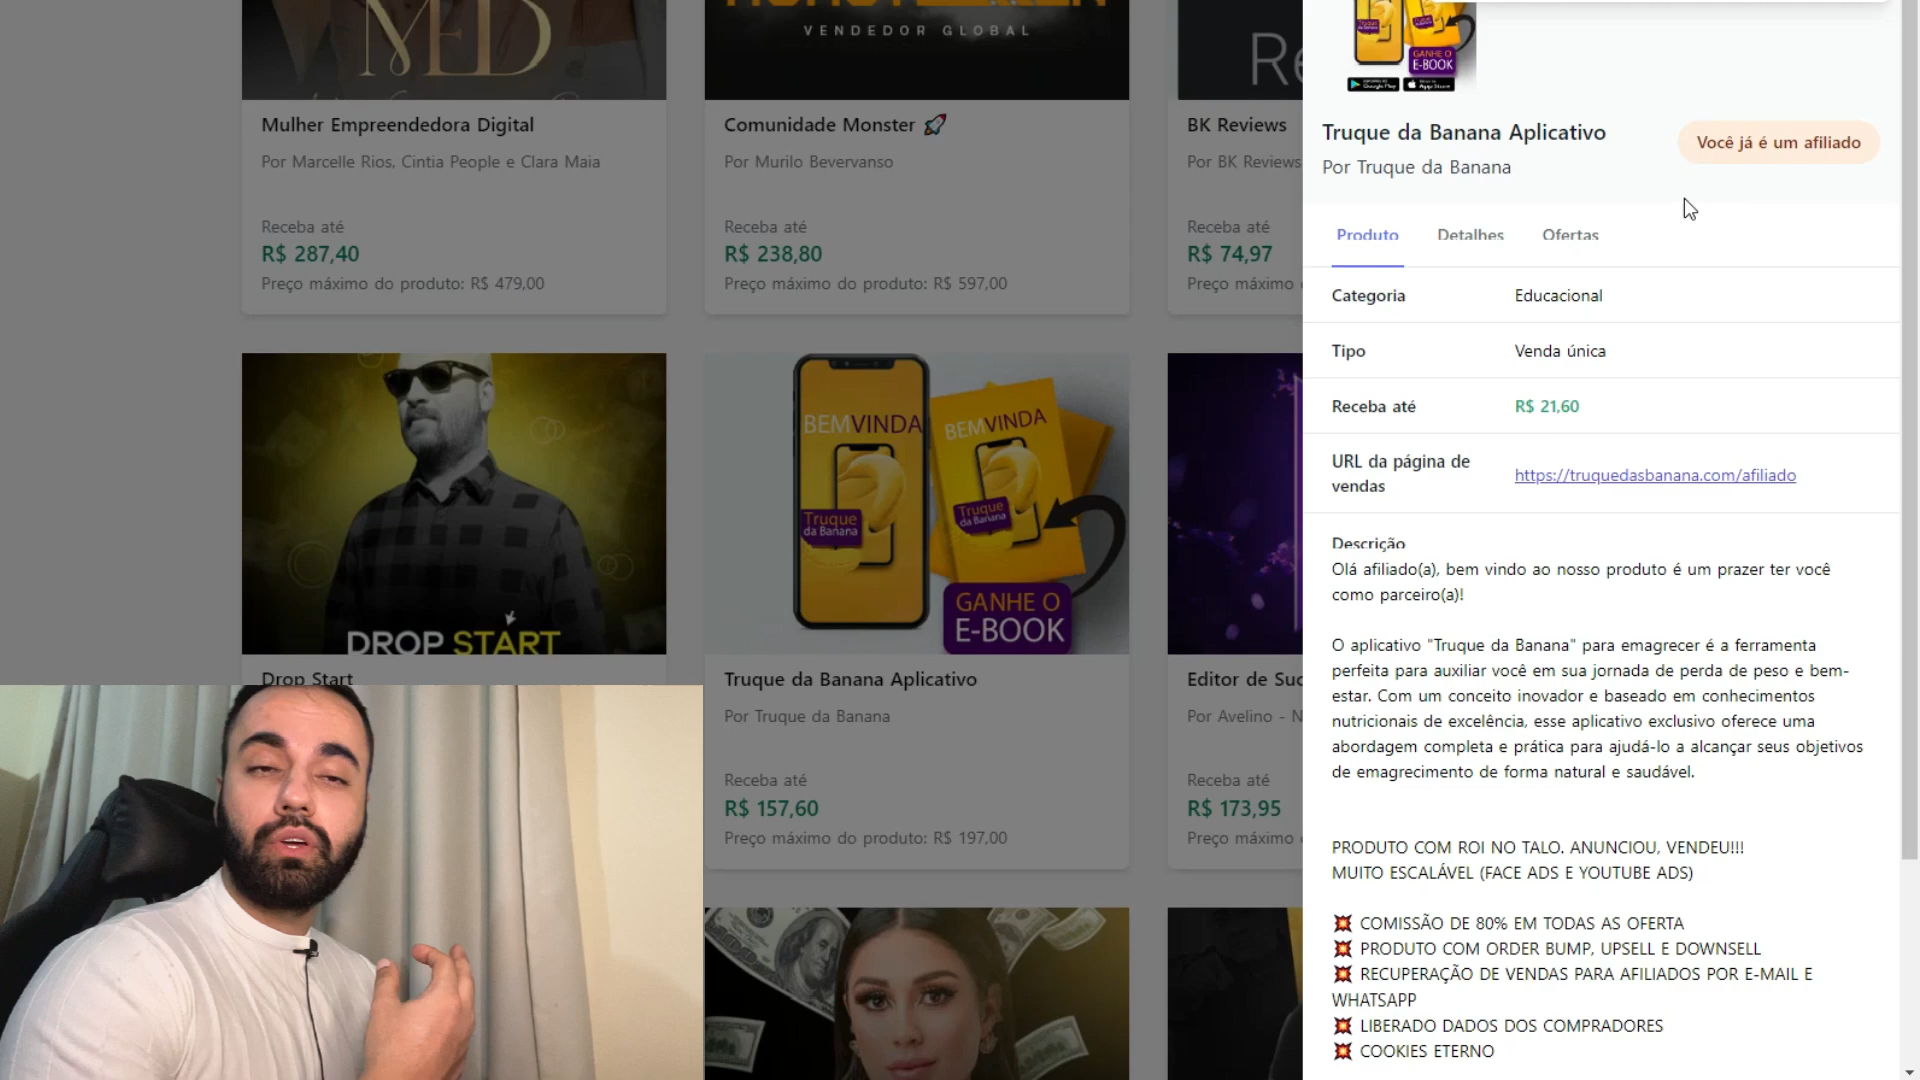 MED
VENDEDOR GLOBAL
Mulher Empreendedora Digital
Por Marcelle Rios, Cintia People e Clara Maia
Receba até
R$ 287,40
Preço máximo do produto: R$ 479,00
Comunidade Monster 🚀
Por Murilo Bevervanso
Receba até
R$ 238,80
Preço máximo do produto: R$ 597,00
BK Reviews
Por BK Reviews
Receba até
R$ 74,97
Preço máximo
DROP START
Drop Start
BEMVINDA
Truque
da Banana
BEMVINDA
Truque
da Banana
GANHE O
E-BOOK
Truque da Banana Aplicativo
Por Truque da Banana
Receba até
R$ 157,60
Preço máximo do produto: R$ 197,00
Editor de Suc
Por Avelino - N
Receba até
R$ 173,95
Preço máximo
GANHE O
E-BOOK
Google Play
App Store
Truque da Banana Aplicativo
Você já é um afiliado
Por Truque da Banana
Produto
Detalhes
Ofertas
Categoria
Educacional
Tipo
Venda única
Receba até
R$ 21,60
URL da página de
vendas
https://truquedasbanana.com/afiliado
Descrição
Olá afiliado(a), bem vindo ao nosso produto é um prazer ter você
como parceiro(a)!
O aplicativo "Truque da Banana" para emagrecer é a ferramenta
perfeita para auxiliar você em sua jornada de perda de peso e bem-
estar. Com um conceito inovador e baseado em conhecimentos
nutricionais de excelência, esse aplicativo exclusivo oferece uma
abordagem completa e prática para ajudá-lo a alcançar seus objetivos
de emagrecimento de forma natural e saudável.
PRODUTO COM ROI NO TALO. ANUNCIOU, VENDEU!!!
MUITO ESCALÁVEL (FACE ADS E YOUTUBE ADS)
💥 COMISSÃO DE 80% EM TODAS AS OFERTA
💥 PRODUTO COM ORDER BUMP, UPSELL E DOWNSELL
💥 RECUPERAÇÃO DE VENDAS PARA AFILIADOS POR E-MAIL E
WHATSAPP
💥 LIBERADO DADOS DOS COMPRADORES
💥 COOKIES ETERNO